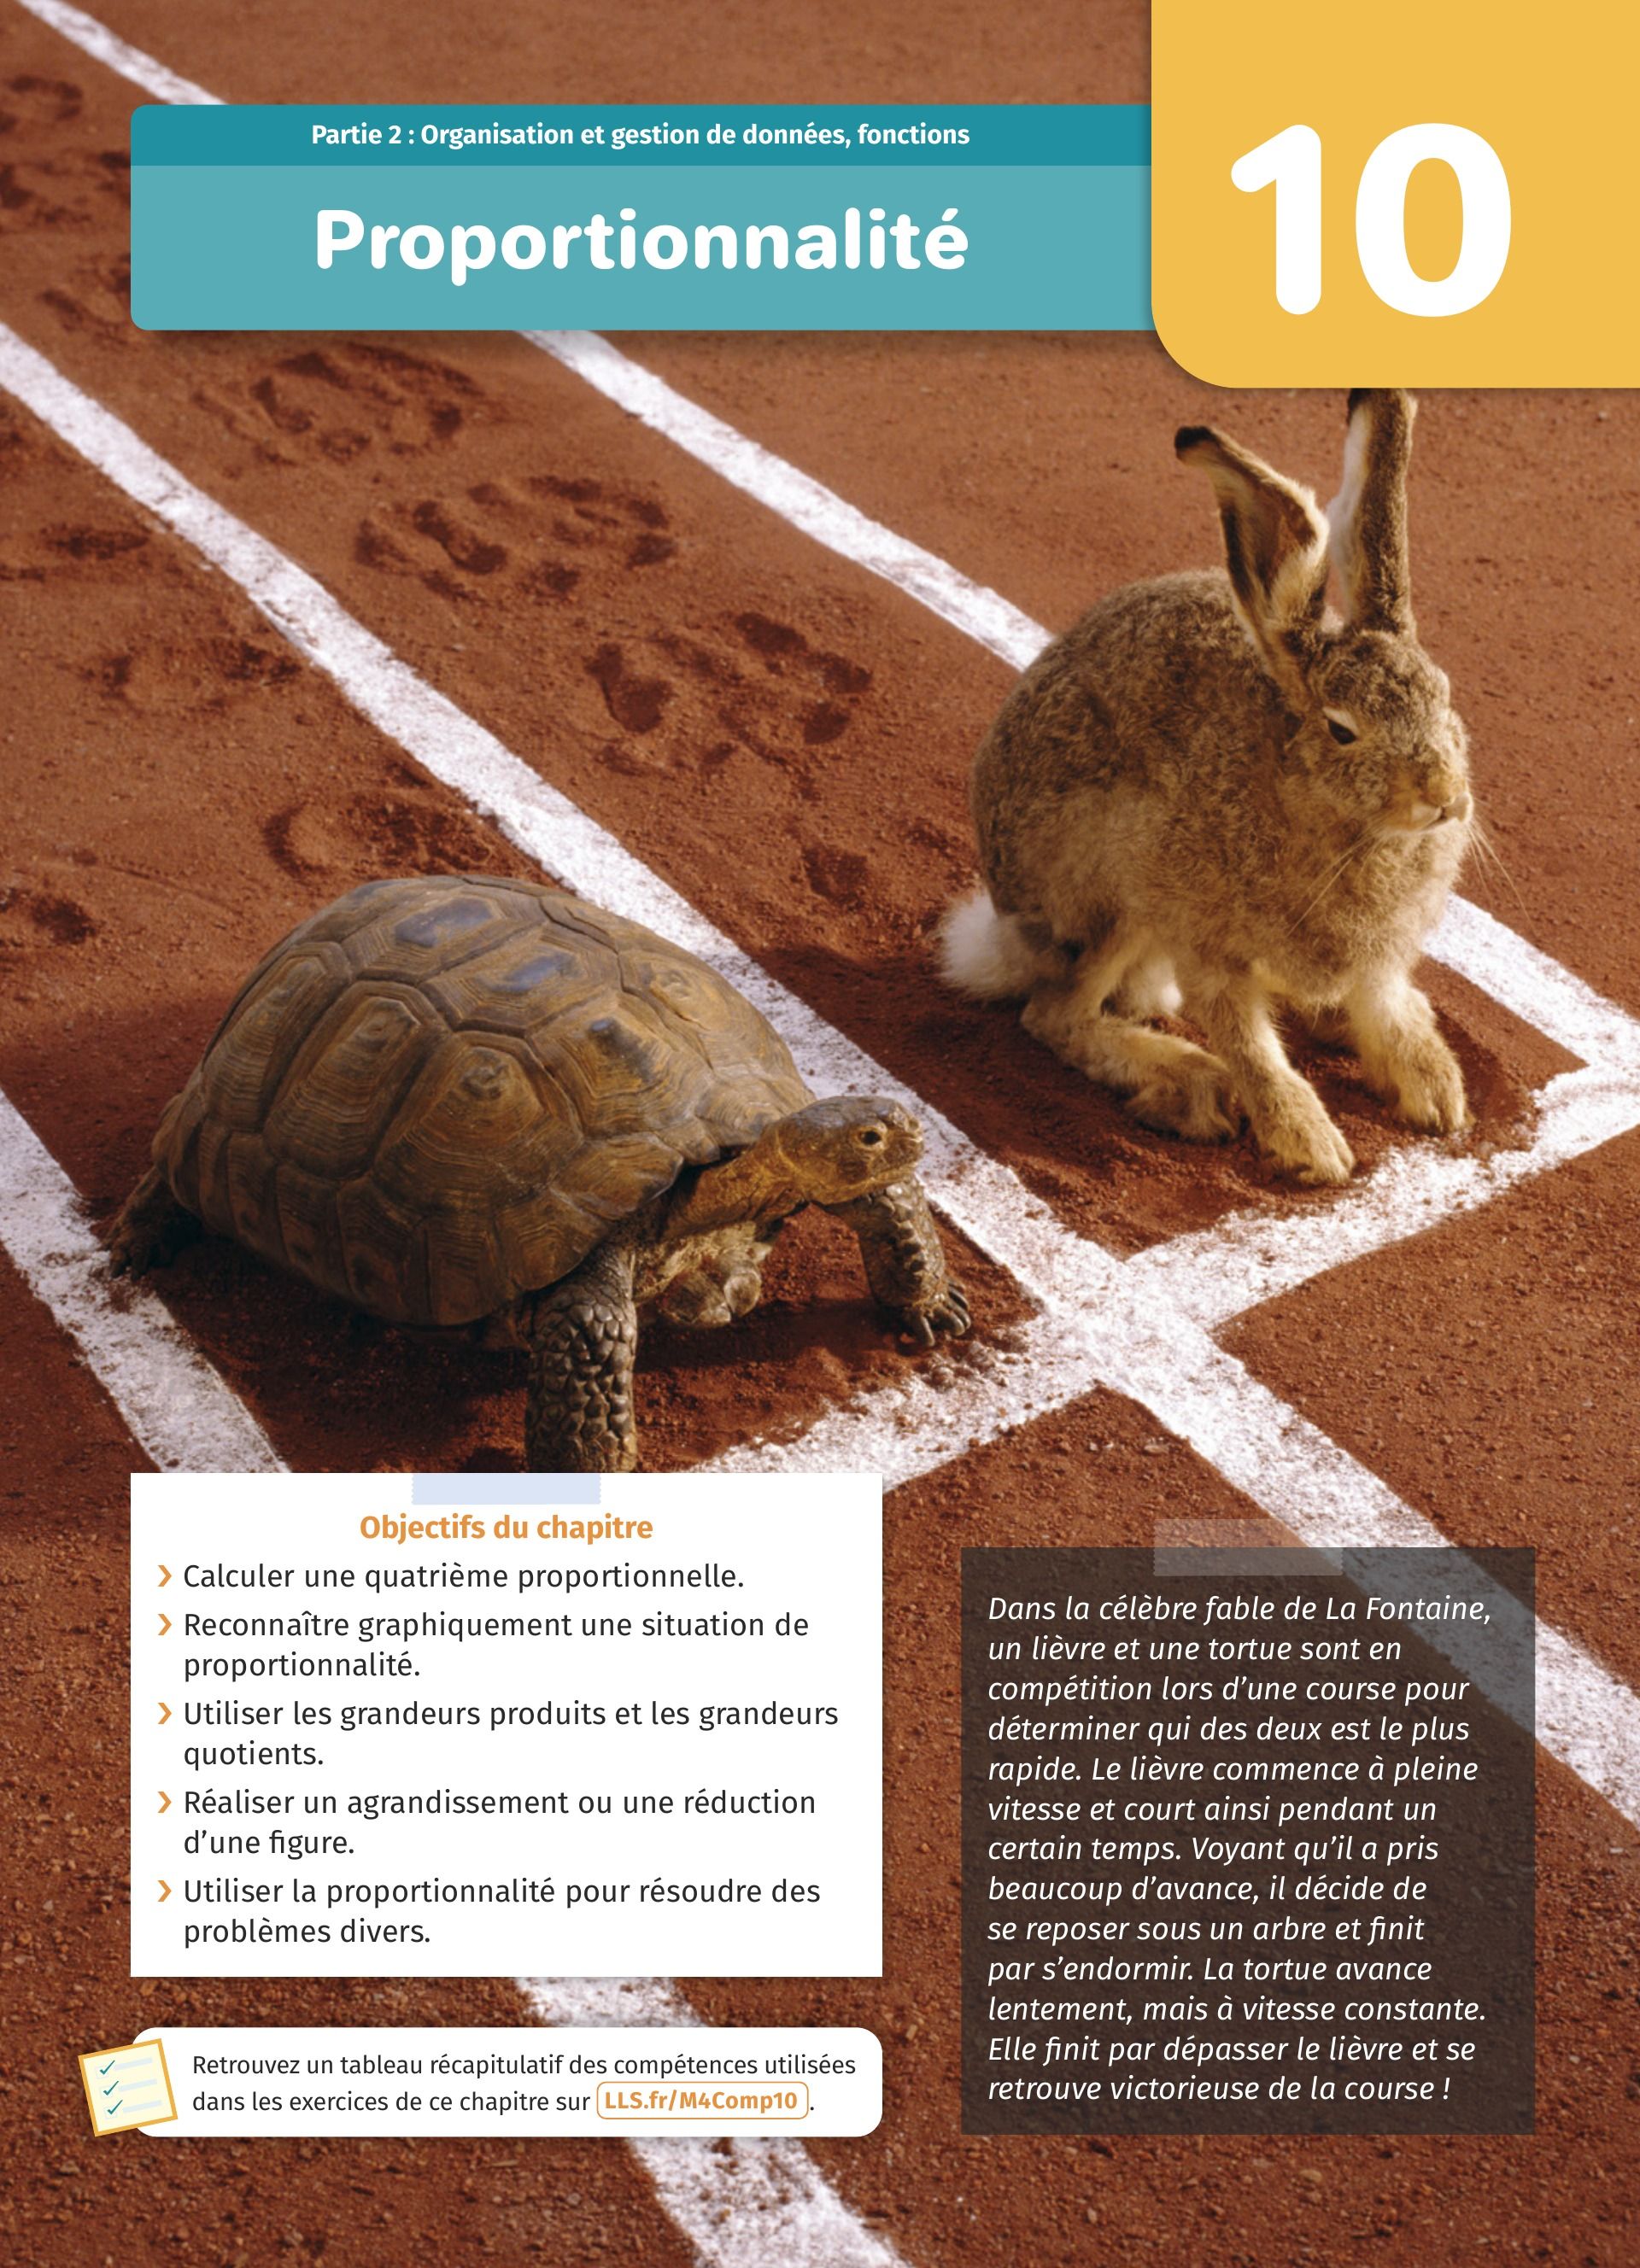 Partie 2 : Organisation et gestion de données, fonctions
Proportionnalité
10
Objectifs du chapitre
› Calculer une quatrième proportionnelle.
› Reconnaître graphiquement une situation de
proportionnalité.
› Utiliser les grandeurs produits et les grandeurs
quotients.
› Réaliser un agrandissement ou une réduction
d’une figure.
› Utiliser la proportionnalité pour résoudre des
problèmes divers.
Retrouvez un tableau récapitulatif des compétences utilisées
dans les exercices de ce chapitre sur LLS.fr/M4Comp10 .
Dans la célèbre fable de La Fontaine,
un lièvre et une tortue sont en
compétition lors d’une course pour
déterminer qui des deux est le plus
rapide. Le lièvre commence à pleine
vitesse et court ainsi pendant un
certain temps. Voyant qu’il a pris
beaucoup d’avance, il décide de
se reposer sous un arbre et finit
par s’endormir. La tortue avance
lentement, mais à vitesse constante.
Elle finit par dépasser le lièvre et se
retrouve victorieuse de la course !